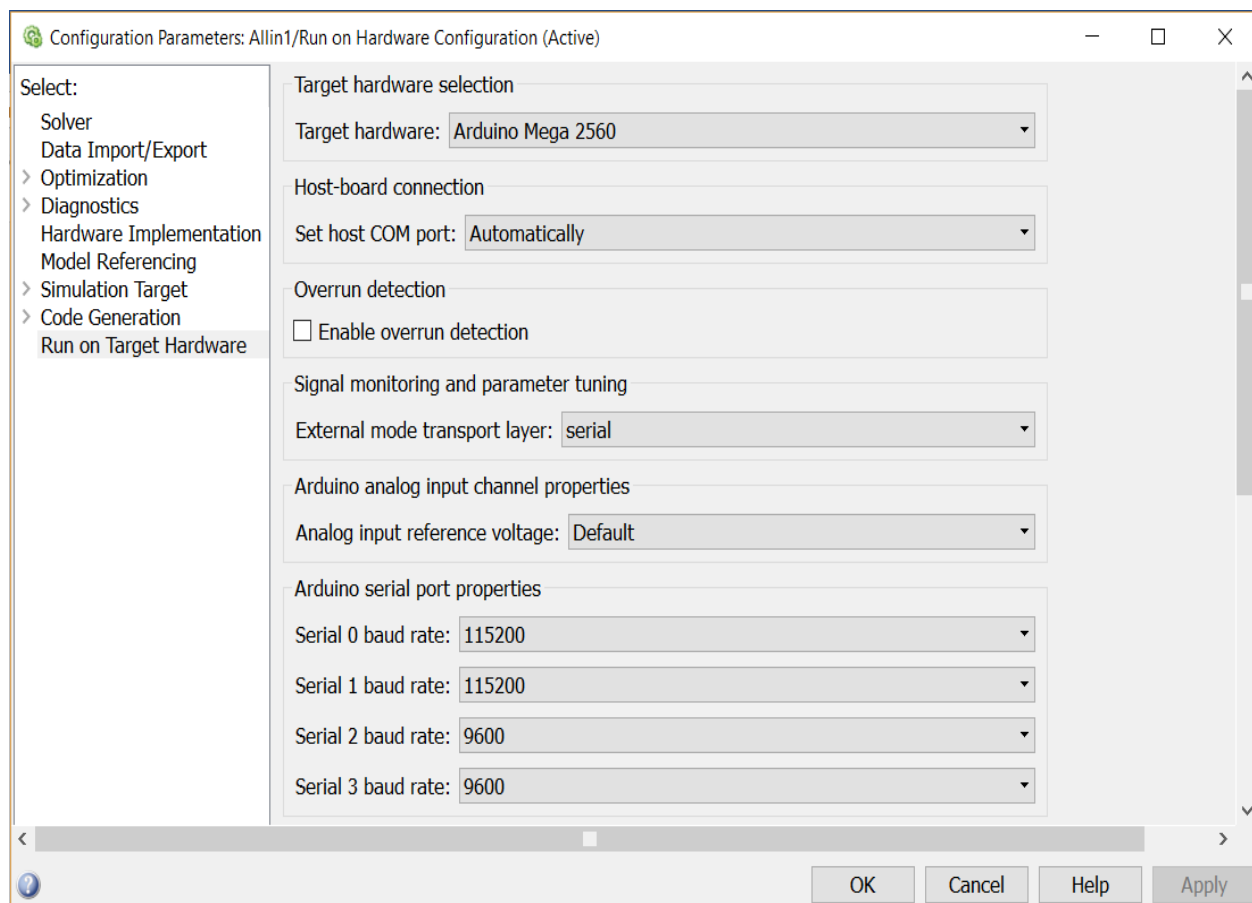 Configuration Parameters: Allin1/Run on Hardware Configuration (Active)
Select:
Solver
Data Import/Export
Optimization
Diagnostics
Hardware Implementation
Model Referencing
Simulation Target
Code Generation
Run on Target Hardware
Target hardware selection
Target hardware: Arduino Mega 2560
Host-board connection
Set host COM port: Automatically
Overrun detection
Enable overrun detection
Signal monitoring and parameter tuning
External mode transport layer: serial
Arduino analog input channel properties
Analog input reference voltage: Default
Arduino serial port properties
Serial 0 baud rate: 115200
Serial 1 baud rate: 115200
Serial 2 baud rate: 9600
Serial 3 baud rate: 9600
OK Cancel Help Apply